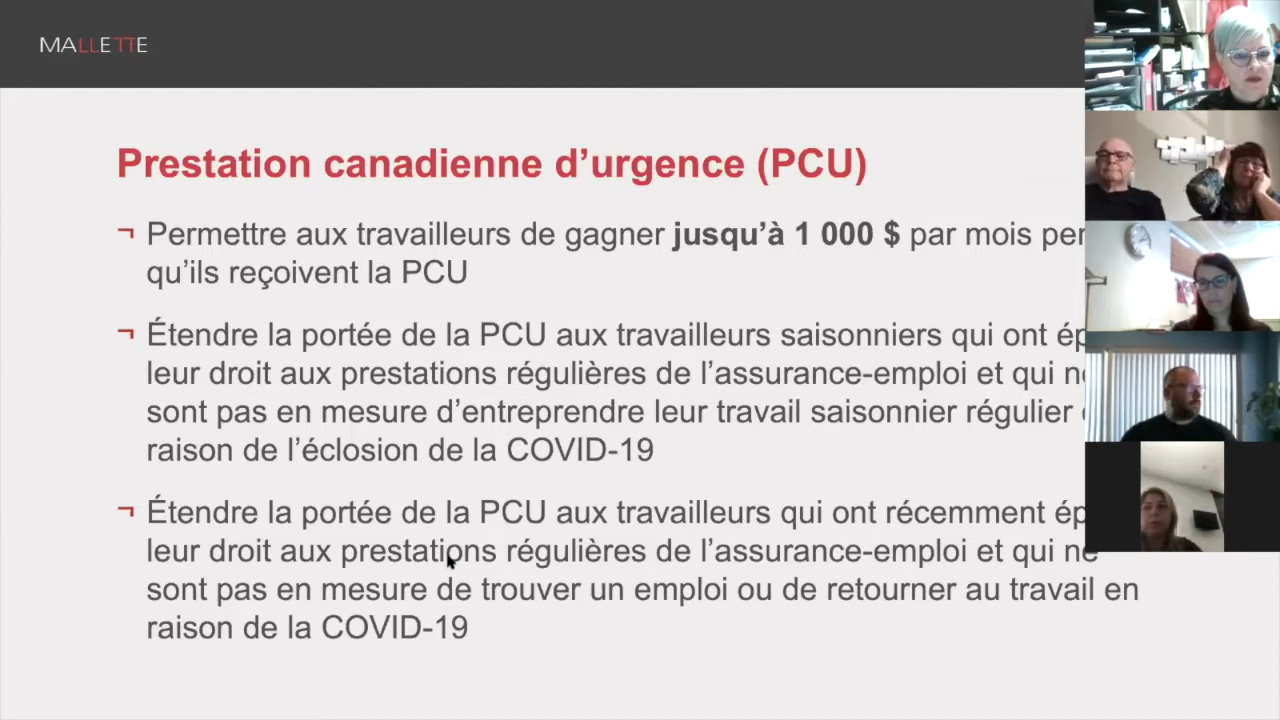 MALLETTE
Prestation canadienne d’urgence (PCU)
¬ Permettre aux travailleurs de gagner jusqu’à 1 000 $ par mois
qu’ils reçoivent la PCU
¬ Étendre la portée de la PCU aux travailleurs saisonniers qui ont
leur droit aux prestations régulières de l’assurance-emploi et qui
sont pas en mesure d’entreprendre leur travail saisonnier régulier
raison de l’éclosion de la COVID-19
¬ Étendre la portée de la PCU aux travailleurs qui ont récemment
leur droit aux prestations régulières de l’assurance-emploi et qui ne
sont pas en mesure de trouver un emploi ou de retourner au travail en
raison de la COVID-19